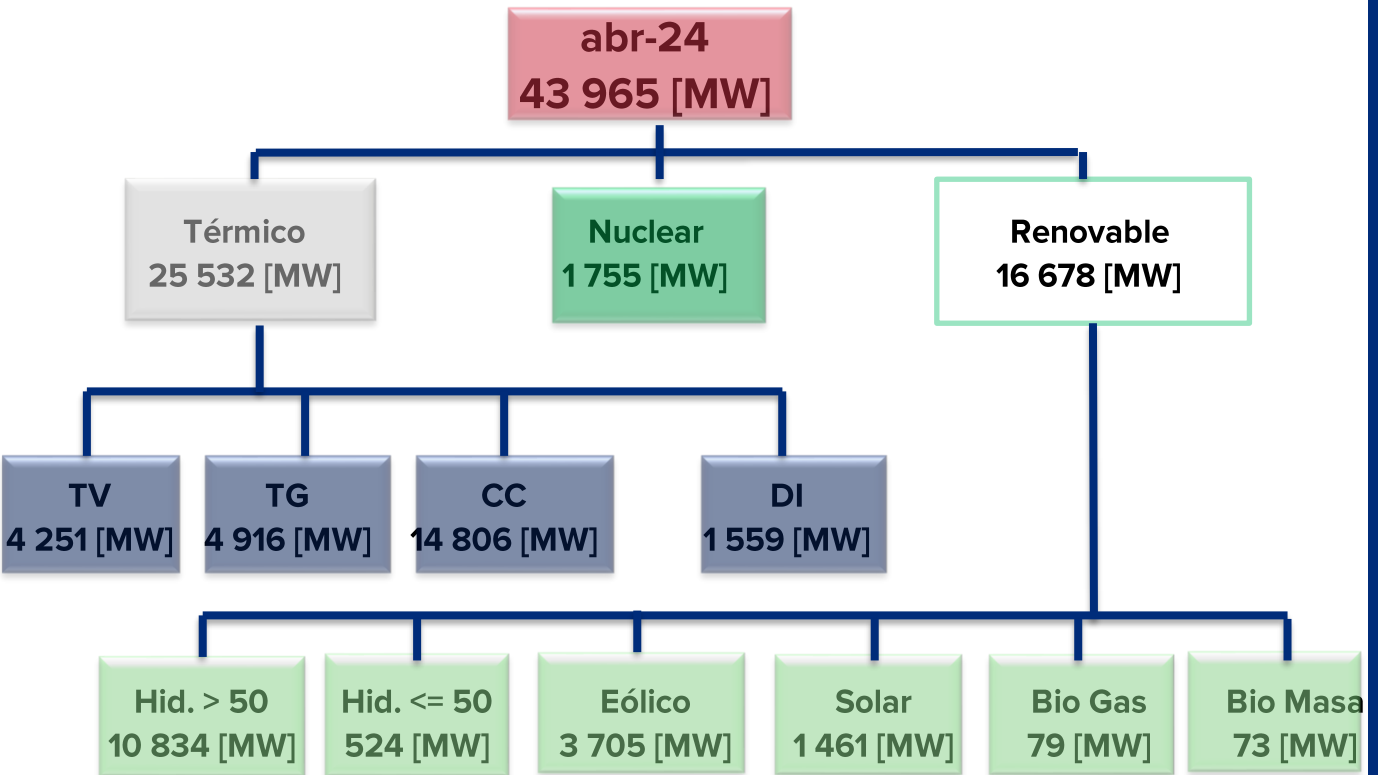 abr-24
43 965 [MW]
Térmico
25 532 [MW]
Nuclear
1 755 [MW]
Renovable
16 678 [MW]
TV
4 251 [MW]
TG
4 916 [MW]
CC
14 806 [MW]
DI
1 559 [MW]
Hid. > 50
10 834 [MW]
Hid. <= 50
524 [MW]
Eólico
3 705 [MW]
Solar
1 461 [MW]
Bio Gas
79 [MW]
Bio Masa
73 [MW]